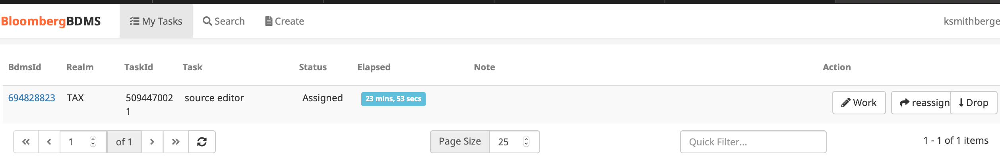 BloombergBDMS My Tasks Search Create ksmithberge
BdmsId Realm TaskId Task Status Elapsed Note Action
694828823 TAX 509447002 source editor Assigned 23 mins, 53 secs Work reassign Drop
1
1 of 1 Page Size 25 Quick Filter... 1 - 1 of 1 items